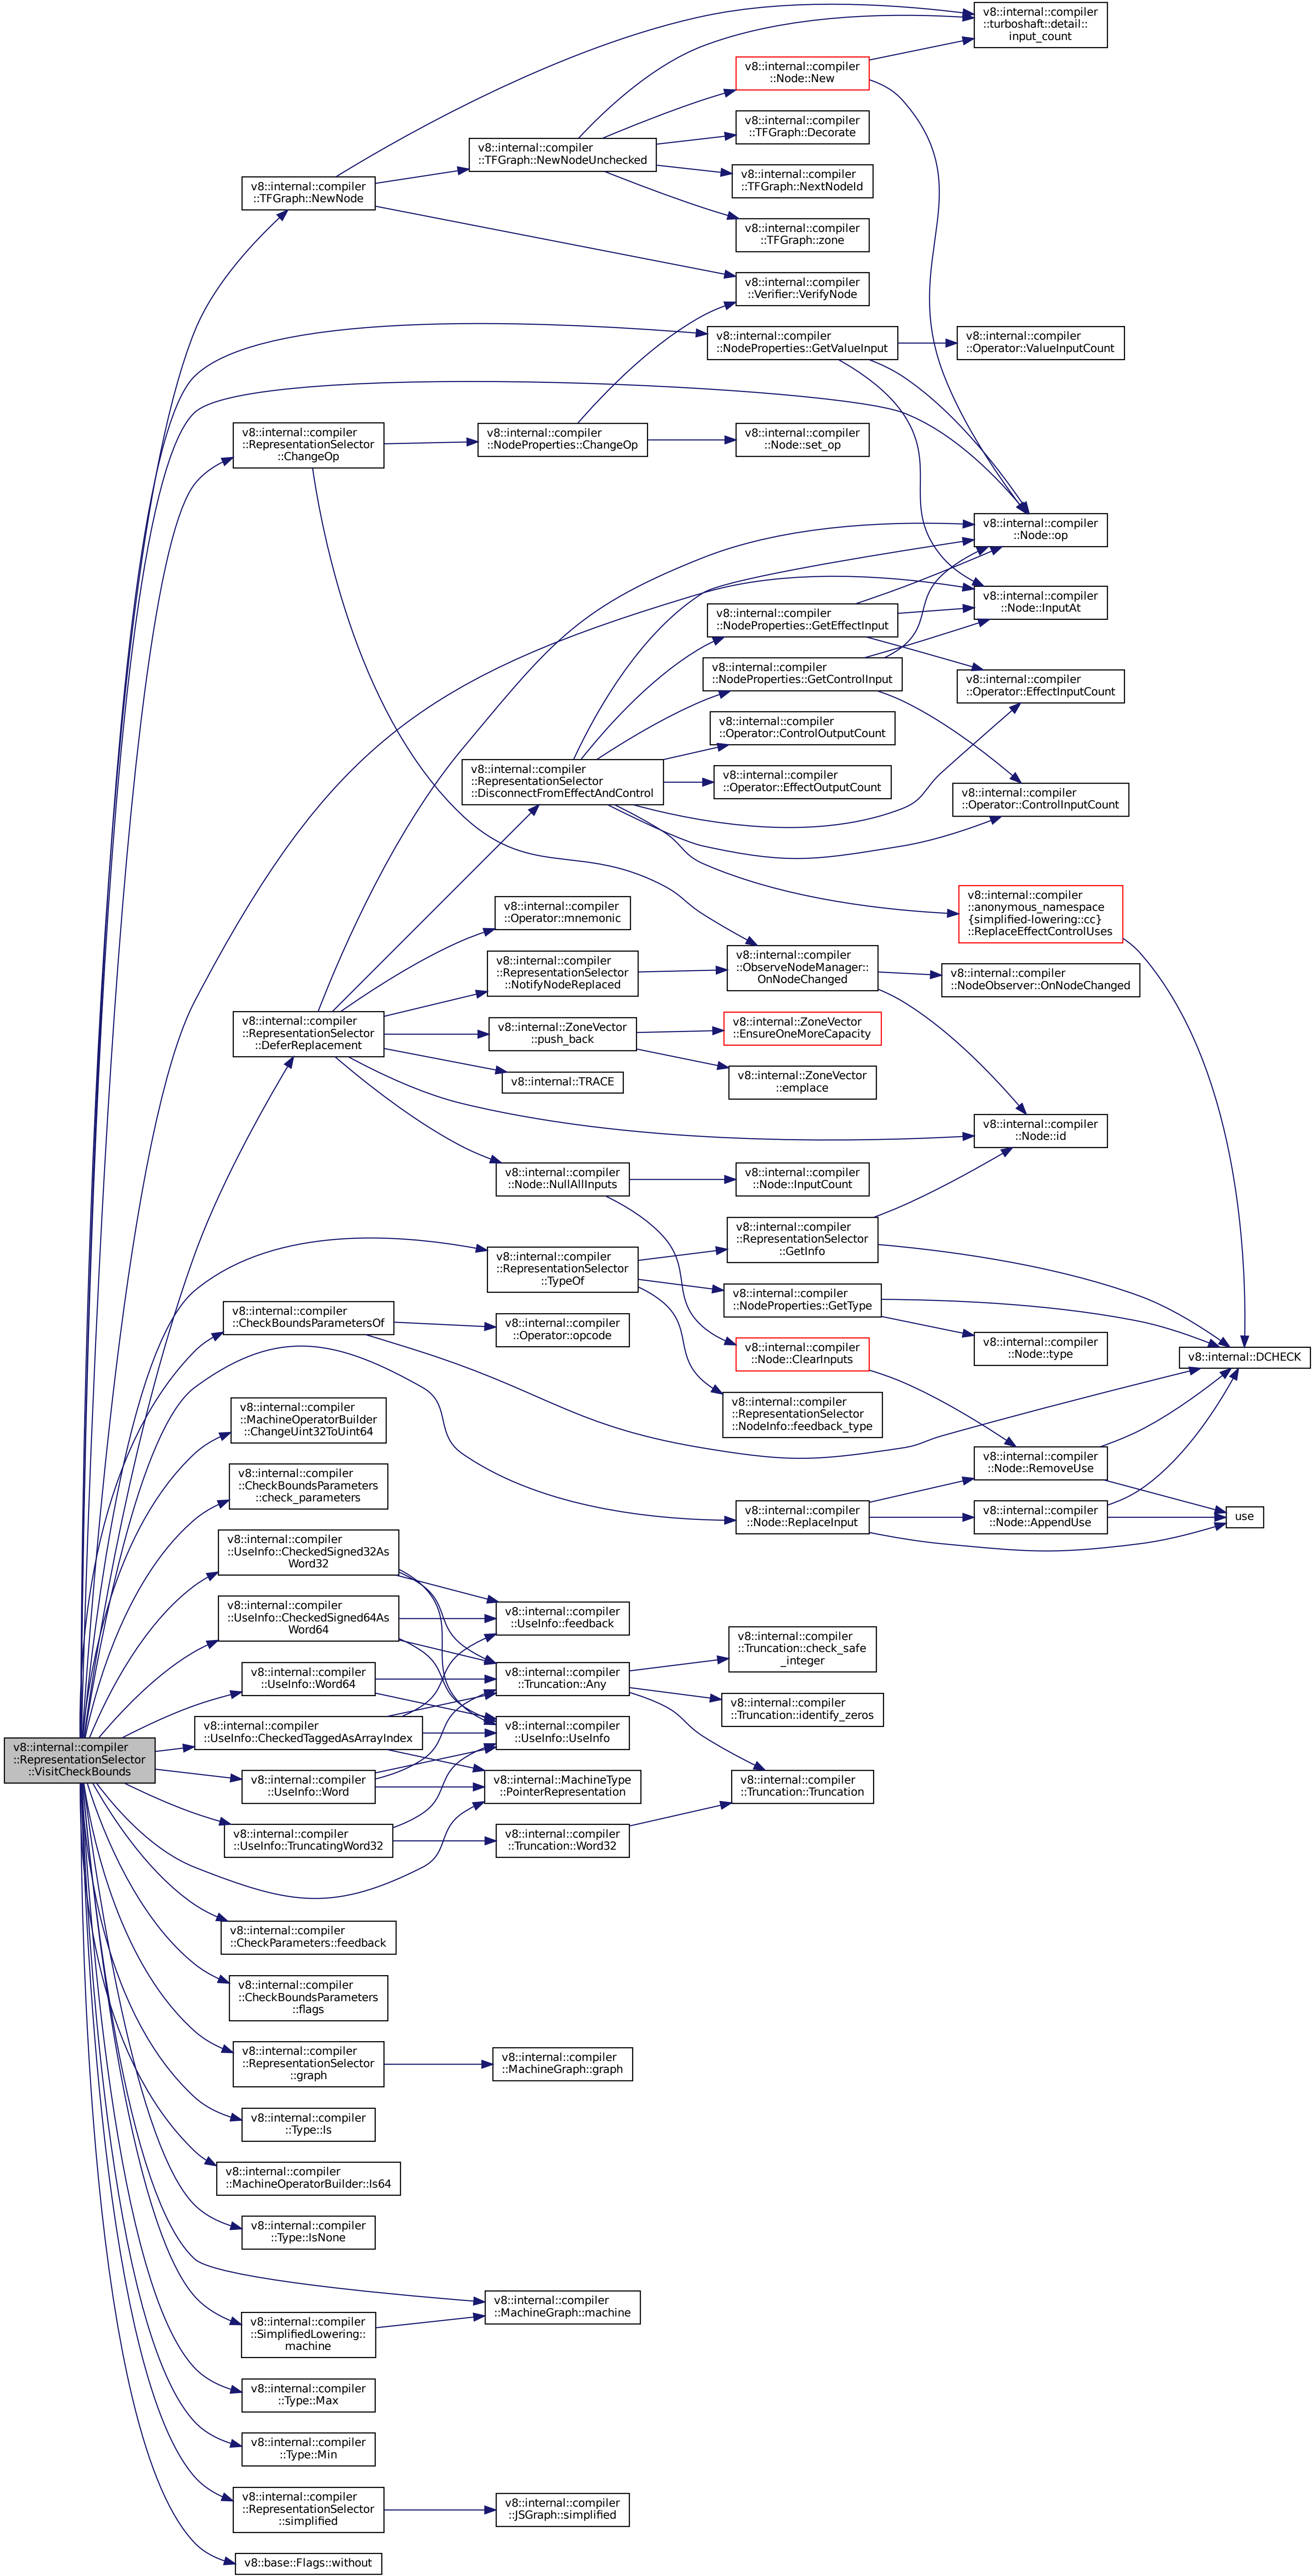 v8::internal::compiler
::turboshaft::detail::
input_count
v8::internal::compiler
::Node::New
v8::internal::compiler
::TFGraph::Decorate
v8::internal::compiler
::TFGraph::NewNodeUnchecked
v8::internal::compiler
::TFGraph::NextNodeId
v8::internal::compiler
::TFGraph::NewNode
v8::internal::compiler
::TFGraph::zone
v8::internal::compiler
::Verifier::VerifyNode
v8::internal::compiler
::NodeProperties::GetValueInput
v8::internal::compiler
::Operator::ValueInputCount
v8::internal::compiler
::RepresentationSelector
::ChangeOp
v8::internal::compiler
::NodeProperties::ChangeOp
v8::internal::compiler
::Node::set_op
v8::internal::compiler
::Node::op
v8::internal::compiler
::Node::InputAt
v8::internal::compiler
::NodeProperties::GetEffectInput
v8::internal::compiler
::NodeProperties::GetControlInput
v8::internal::compiler
::Operator::EffectInputCount
v8::internal::compiler
::Operator::ControlOutputCount
v8::internal::compiler
::RepresentationSelector
::DisconnectFromEffectAndControl
v8::internal::compiler
::Operator::EffectOutputCount
v8::internal::compiler
::Operator::ControlInputCount
v8::internal::compiler
::anonymous_namespace
{simplified-lowering::cc}
::ReplaceEffectControlUses
v8::internal::compiler
::Operator::mnemonic
v8::internal::compiler
::RepresentationSelector
::NotifyNodeReplaced
v8::internal::compiler
::ObserveNodeManager::
OnNodeChanged
v8::internal::compiler
::NodeObserver::OnNodeChanged
v8::internal::compiler
::RepresentationSelector
::DeferReplacement
v8::internal::ZoneVector
::push_back
v8::internal::ZoneVector
::EnsureOneMoreCapacity
v8::internal::TRACE
v8::internal::ZoneVector
::emplace
v8::internal::compiler
::Node::id
v8::internal::compiler
::Node::NullAllInputs
v8::internal::compiler
::Node::InputCount
v8::internal::compiler
::RepresentationSelector
::GetInfo
v8::internal::compiler
::RepresentationSelector
::TypeOf
v8::internal::compiler
::NodeProperties::GetType
v8::internal::compiler
::CheckBoundsParametersOf
v8::internal::compiler
::Operator::opcode
v8::internal::compiler
::Node::type
v8::internal::compiler
::Node::ClearInputs
v8::internal::DCHECK
v8::internal::compiler
::RepresentationSelector
::NodeInfo::feedback_type
v8::internal::compiler
::MachineOperatorBuilder
::ChangeUint32ToUint64
v8::internal::compiler
::Node::RemoveUse
v8::internal::compiler
::CheckBoundsParameters
::check_parameters
v8::internal::compiler
::Node::ReplaceInput
v8::internal::compiler
::Node::AppendUse
use
v8::internal::compiler
::UseInfo::CheckedSigned32As
Word32
v8::internal::compiler
::UseInfo::CheckedSigned64As
Word64
v8::internal::compiler
::UseInfo::feedback
v8::internal::compiler
::Truncation::check_safe
_integer
v8::internal::compiler
::UseInfo::Word64
v8::internal::compiler
::Truncation::Any
v8::internal::compiler
::Truncation::identify_zeros
v8::internal::compiler
::UseInfo::CheckedTaggedAsArrayIndex
v8::internal::compiler
::UseInfo::UseInfo
v8::internal::compiler
::RepresentationSelector
::VisitCheckBounds
v8::internal::compiler
::UseInfo::Word
v8::internal::MachineType
::PointerRepresentation
v8::internal::compiler
::Truncation::Truncation
v8::internal::compiler
::UseInfo::TruncatingWord32
v8::internal::compiler
::Truncation::Word32
v8::internal::compiler
::CheckParameters::feedback
v8::internal::compiler
::CheckBoundsParameters
::flags
v8::internal::compiler
::RepresentationSelector
::graph
v8::internal::compiler
::MachineGraph::graph
v8::internal::compiler
::Type::Is
v8::internal::compiler
::MachineOperatorBuilder::Is64
v8::internal::compiler
::Type::IsNone
v8::internal::compiler
::MachineGraph::machine
v8::internal::compiler
::SimplifiedLowering::
machine
v8::internal::compiler
::Type::Max
v8::internal::compiler
::Type::Min
v8::internal::compiler
::RepresentationSelector
::simplified
v8::internal::compiler
::JSGraph::simplified
v8::base::Flags::without